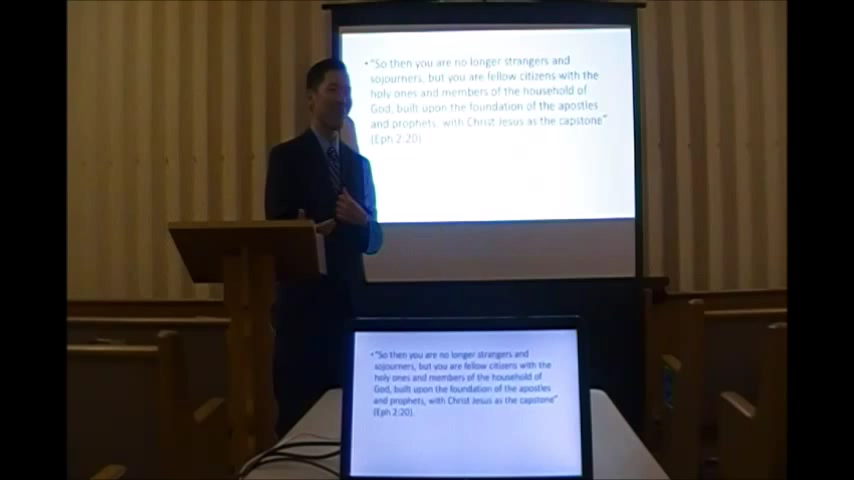 • "So then you are no longer strangers and
sojourners, but you are fellow citizens with the
holy ones and members of the household of
God, built upon the foundation of the apostles
and prophets, with Christ Jesus as the capstone"
(Eph 2:20).
• "So then you are no longer strangers and
sojourners, but you are fellow citizens with the
holy ones and members of the household of
God, built upon the foundation of the apostles
and prophets, with Christ Jesus as the capstone"
(Eph 2:20).